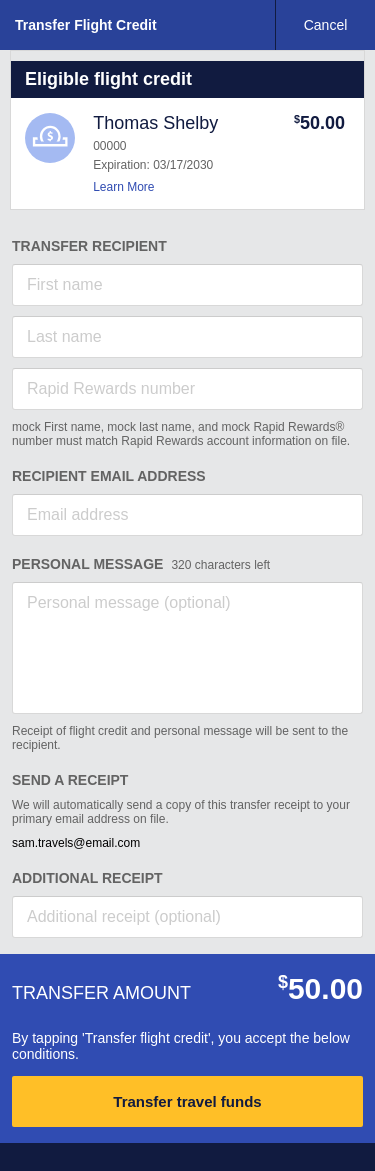 Transfer Flight Credit
Cancel
Eligible flight credit
Thomas Shelby
$50.00
00000
Expiration: 03/17/2030
Learn More
TRANSFER RECIPIENT
First name
Last name
Rapid Rewards number
mock First name, mock last name, and mock Rapid Rewards®
number must match Rapid Rewards account information on file.
RECIPIENT EMAIL ADDRESS
Email address
PERSONAL MESSAGE 320 characters left
Personal message (optional)
Receipt of flight credit and personal message will be sent to the
recipient.
SEND A RECEIPT
We will automatically send a copy of this transfer receipt to your
primary email address on file.
sam.travels@email.com
ADDITIONAL RECEIPT
Additional receipt (optional)
TRANSFER AMOUNT
$50.00
By tapping 'Transfer flight credit', you accept the below
conditions.
Transfer travel funds